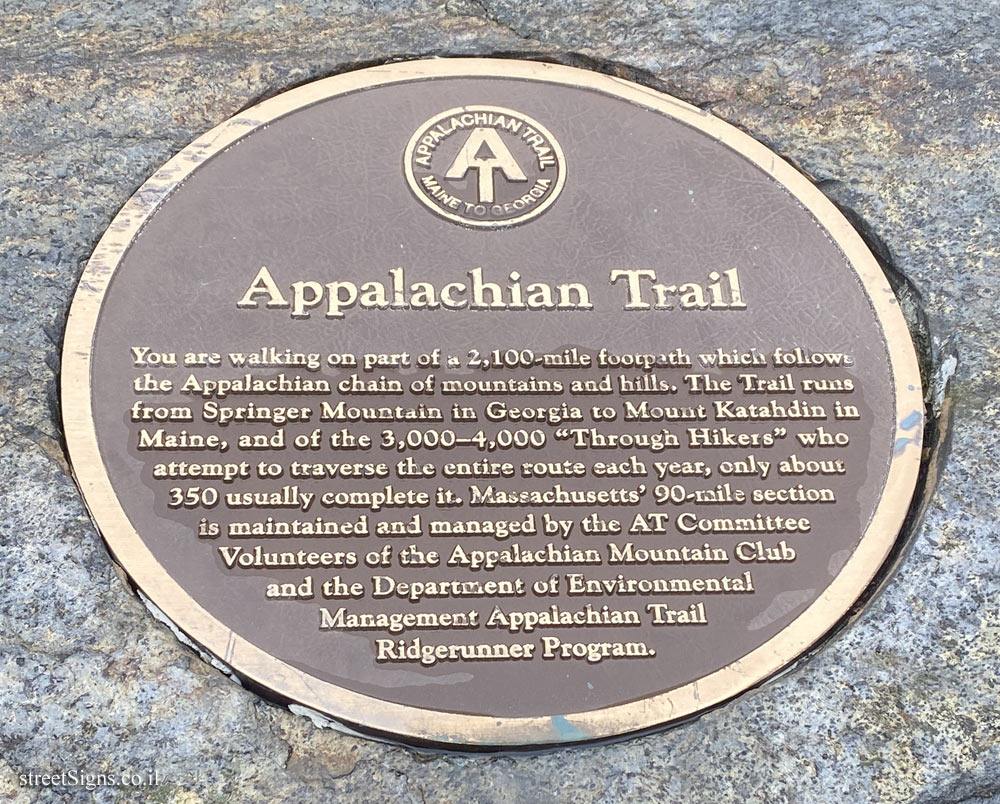 APPALACHIAN TRAIL
AT
MAINE TO GEORGIA
Appalachian Trail
You are walking on part of a 2,100-mile footpath which follows
the Appalachian chain of mountains and hills. The Trail runs
from Springer Mountain in Georgia to Mount Katahdin in
Maine, and of the 3,000–4,000 “Through Hikers” who
attempt to traverse the entire route each year, only about
350 usually complete it. Massachusetts’ 90-mile section
is maintained and managed by the AT Committee
Volunteers of the Appalachian Mountain Club
and the Department of Environmental
Management Appalachian Trail
Ridgerunner Program.
streetSigns.co.il